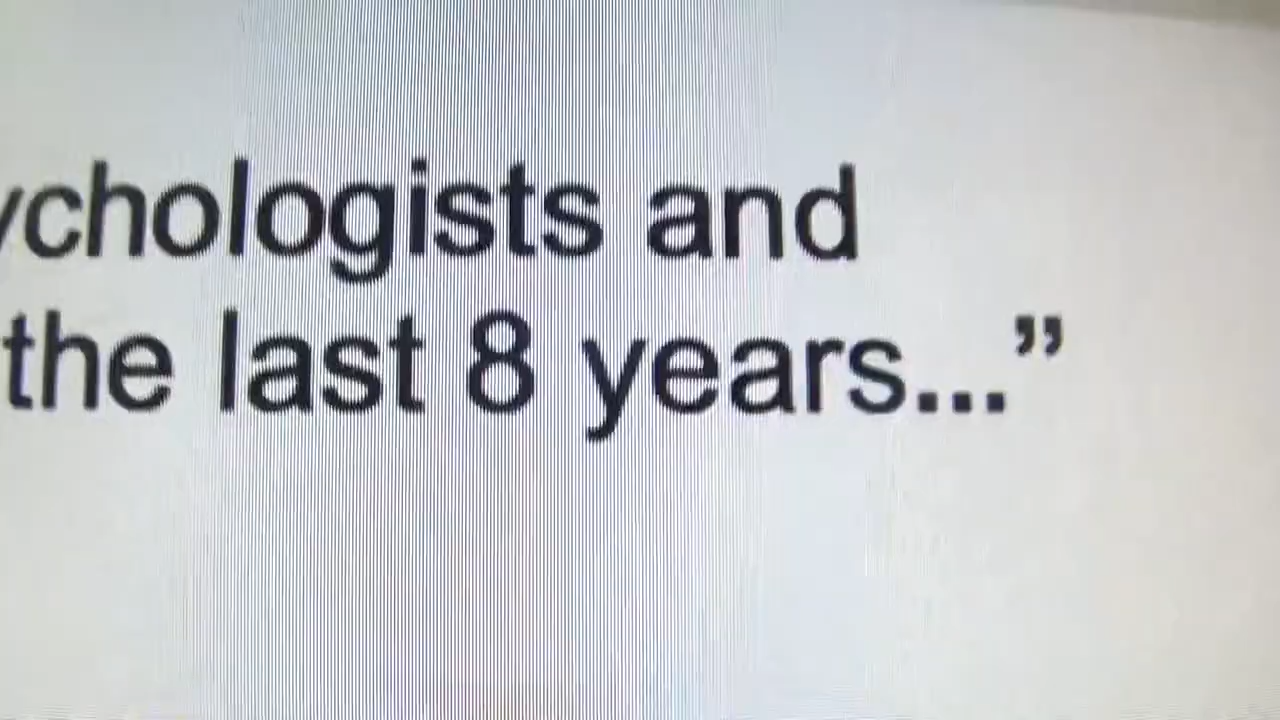 ychologists and
the last 8 years...”